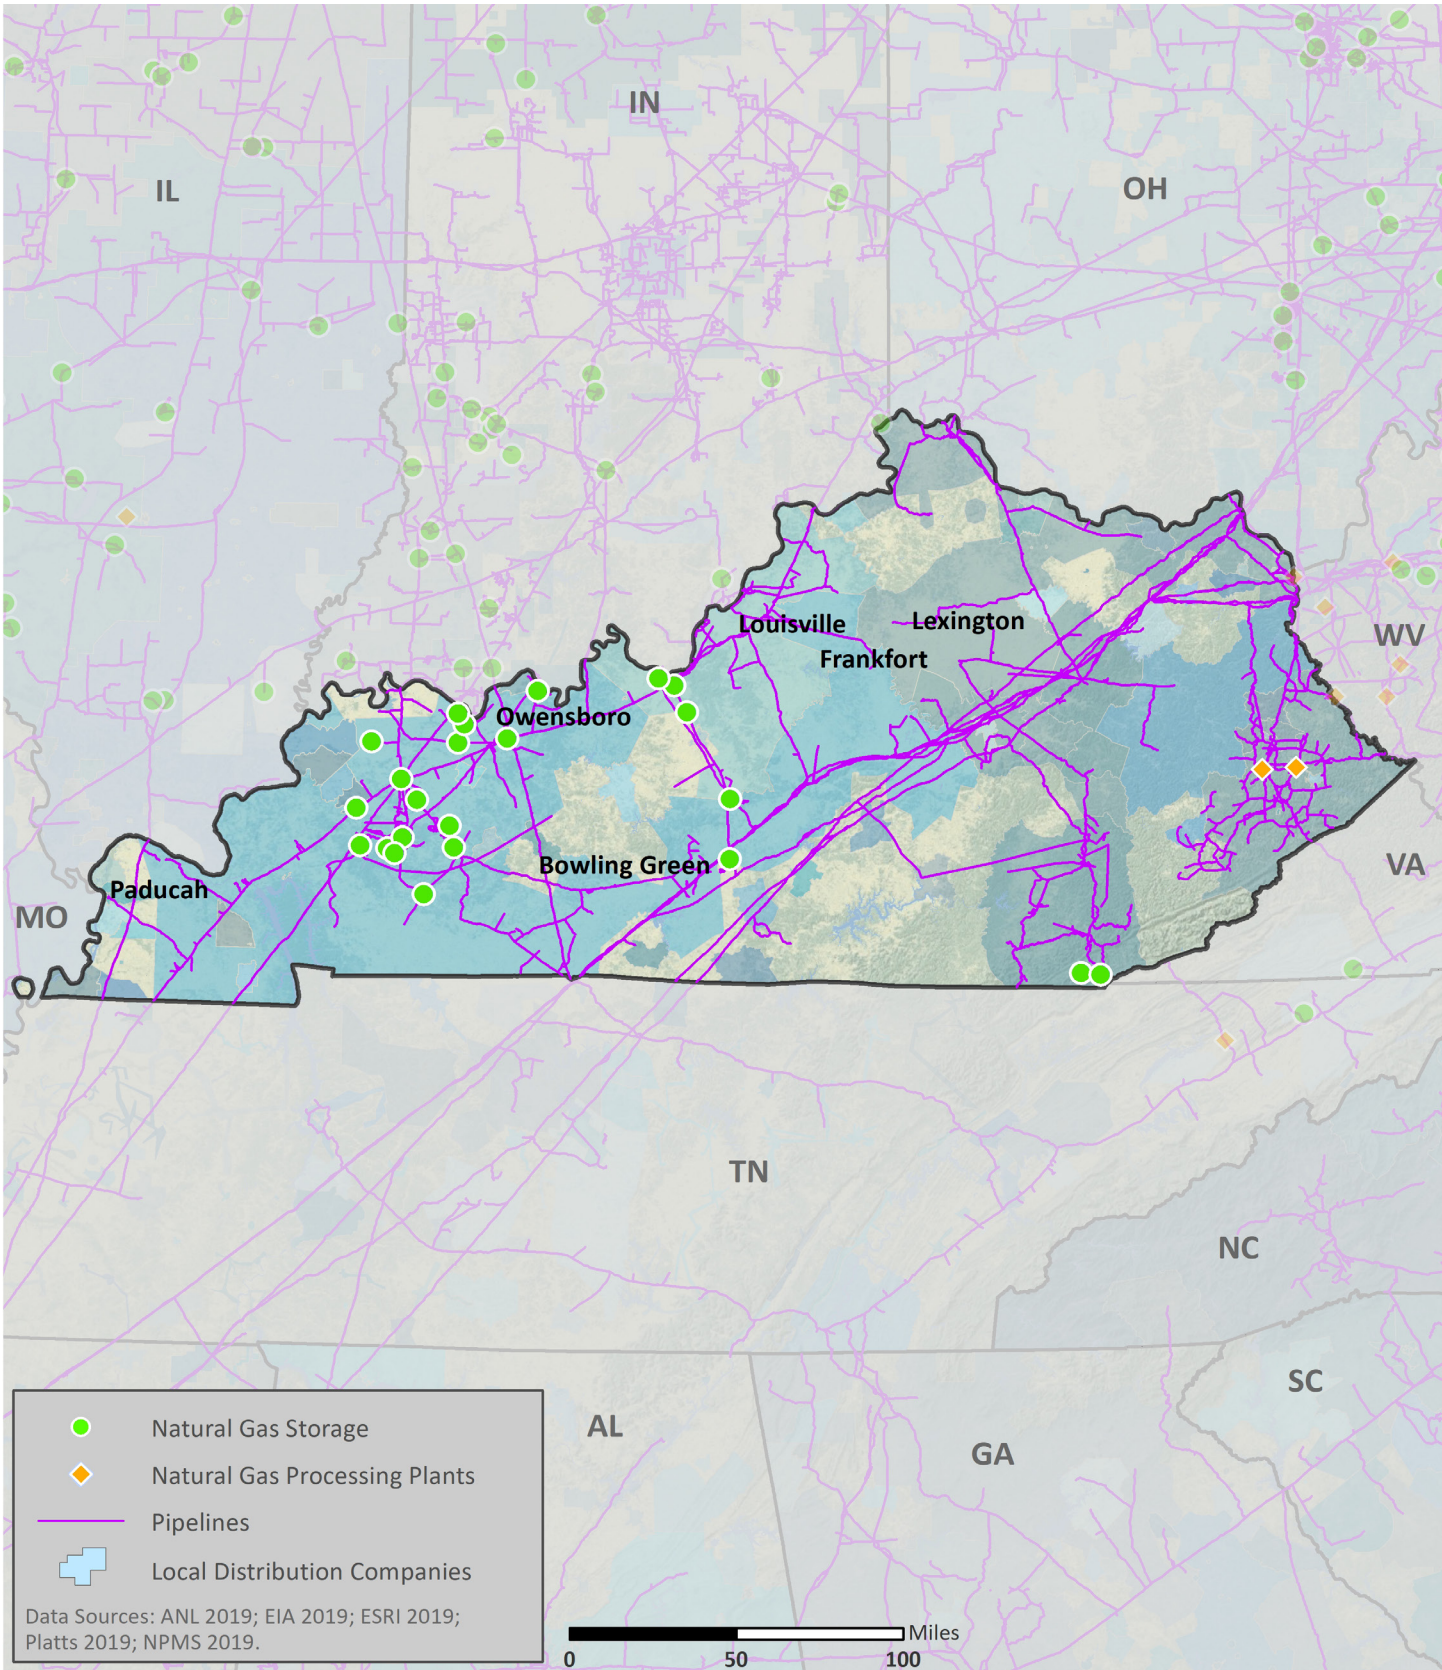 IN
IL
OH
WV
Louisville
Lexington
Frankfort
Owensboro
Bowling Green
Paducah
VA
MO
TN
NC
SC
AL
GA
Natural Gas Storage
Natural Gas Processing Plants
Pipelines
Local Distribution Companies
Data Sources: ANL 2019; EIA 2019; ESRI 2019;
Platts 2019; NPMS 2019.
Miles
0 50 100